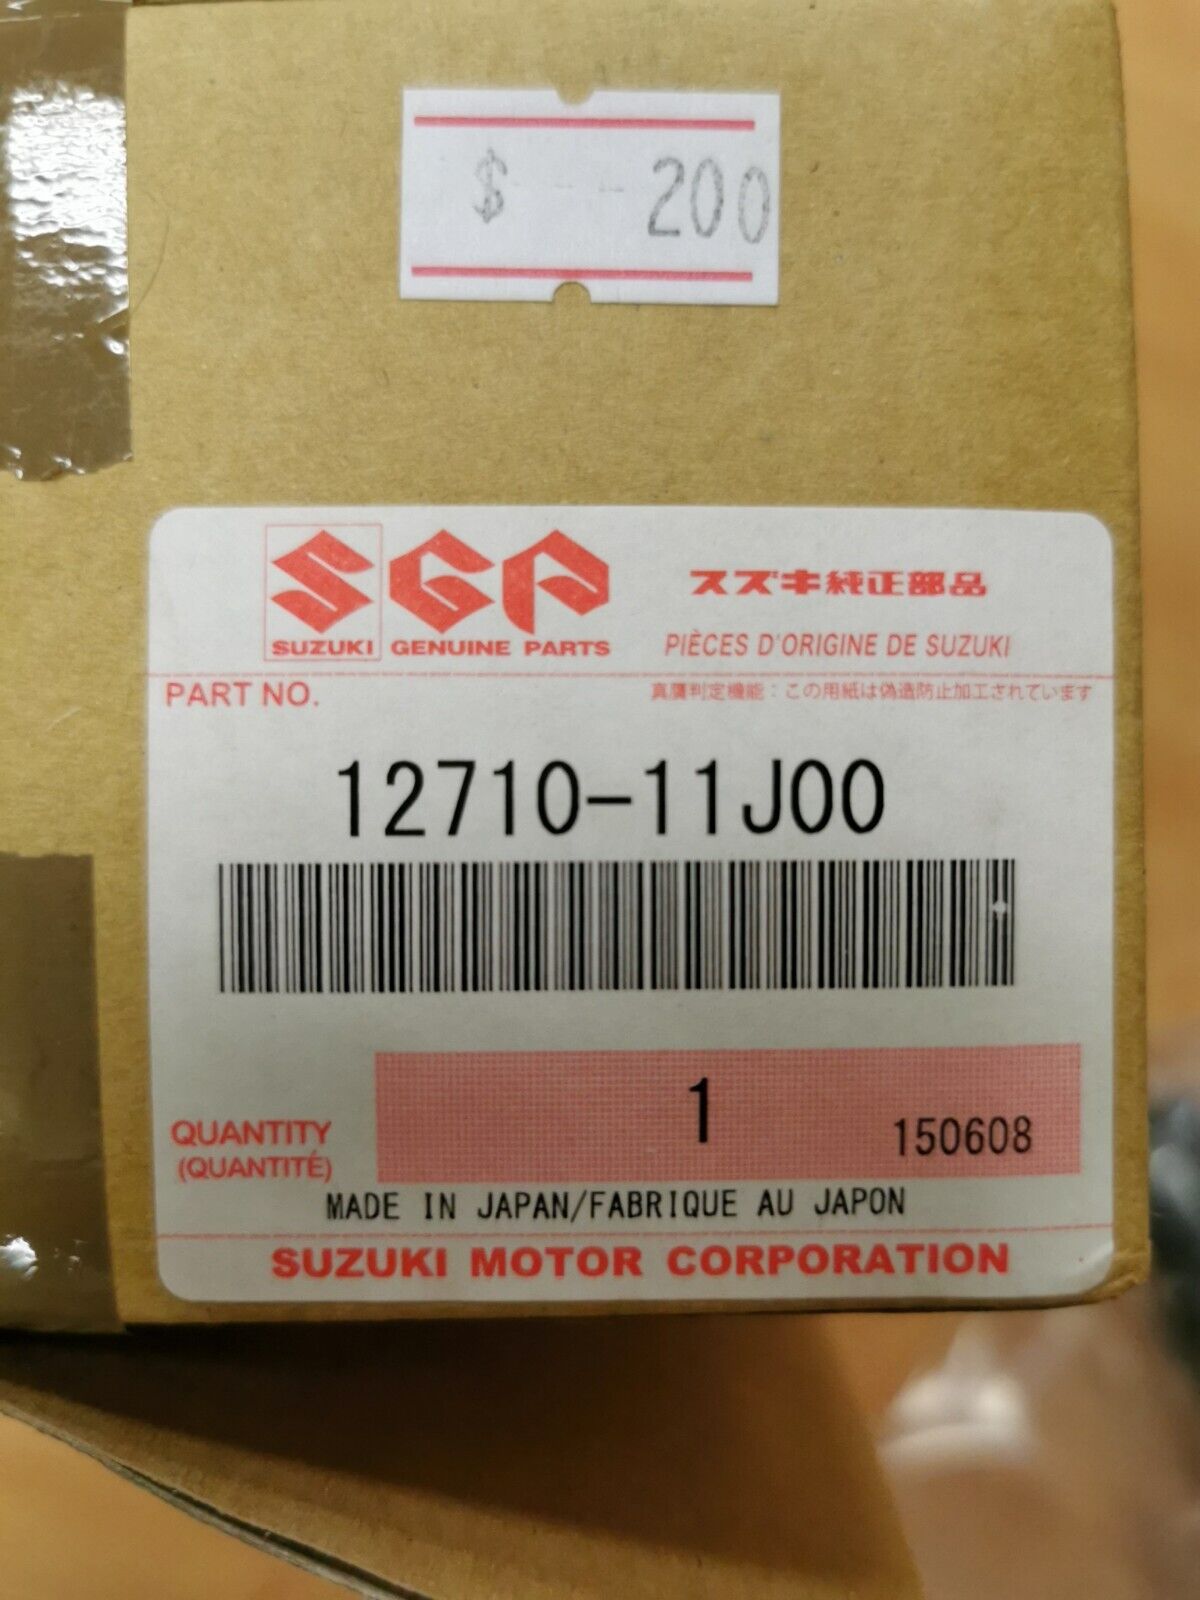 $ --- 200
SGP
SUZUKI GENUINE PARTS
スズキ純正部品
PIÈCES D'ORIGINE DE SUZUKI
PART NO.
真贋判定機能:この用紙は偽造防止加工されています
12710-11J00
QUANTITY
(QUANTITÉ)
1
150608
MADE IN JAPAN/FABRIQUE AU JAPON
SUZUKI MOTOR CORPORATION